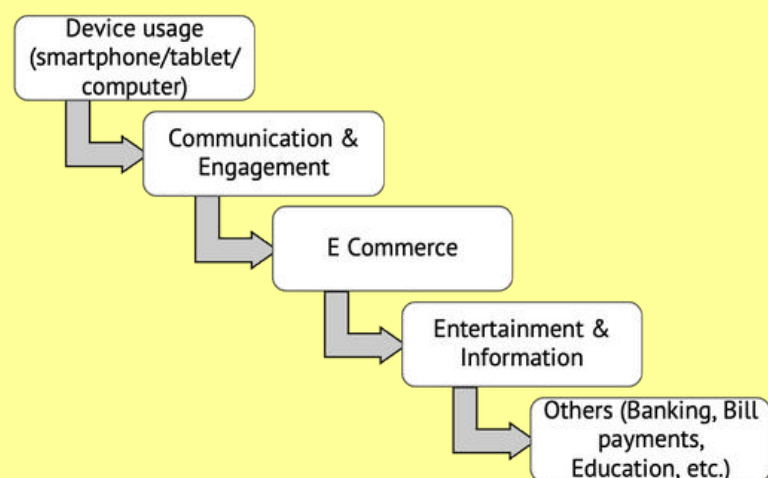 Device usage
(smartphone/tablet/
computer)
Communication &
Engagement
E Commerce
Entertainment &
Information
Others (Banking, Bill
payments,
Education, etc.)